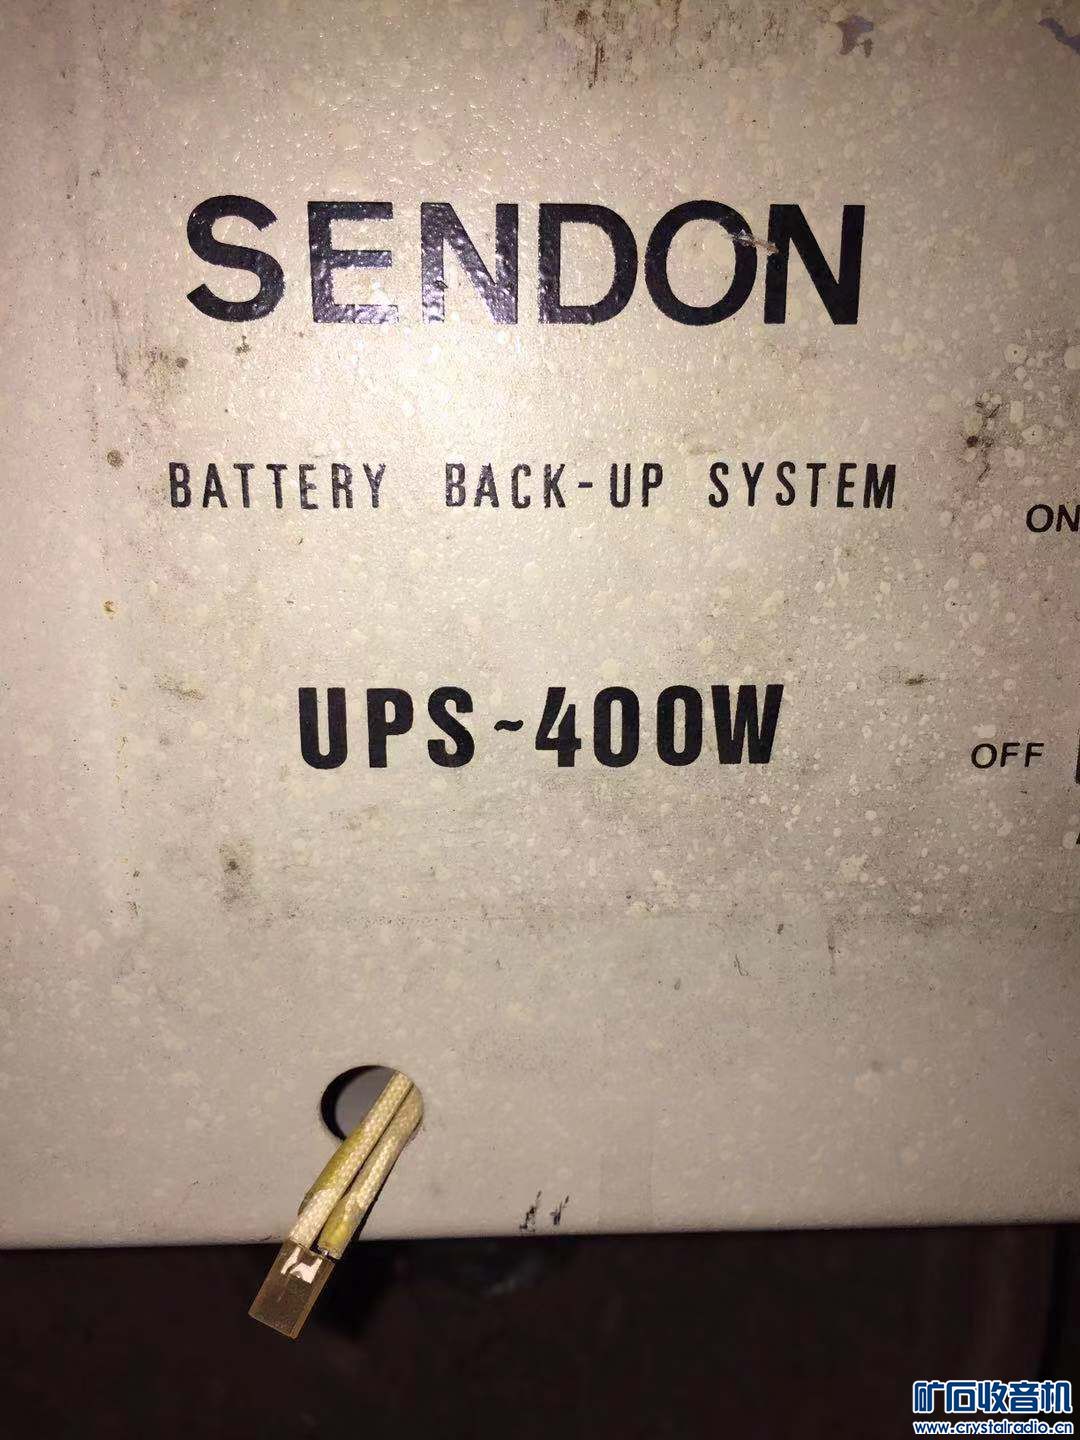 SENDON
BATTERY BACK-UP SYSTEM
ON
UPS~400W
OFF
矿石收音机
www.crystalradio.cn